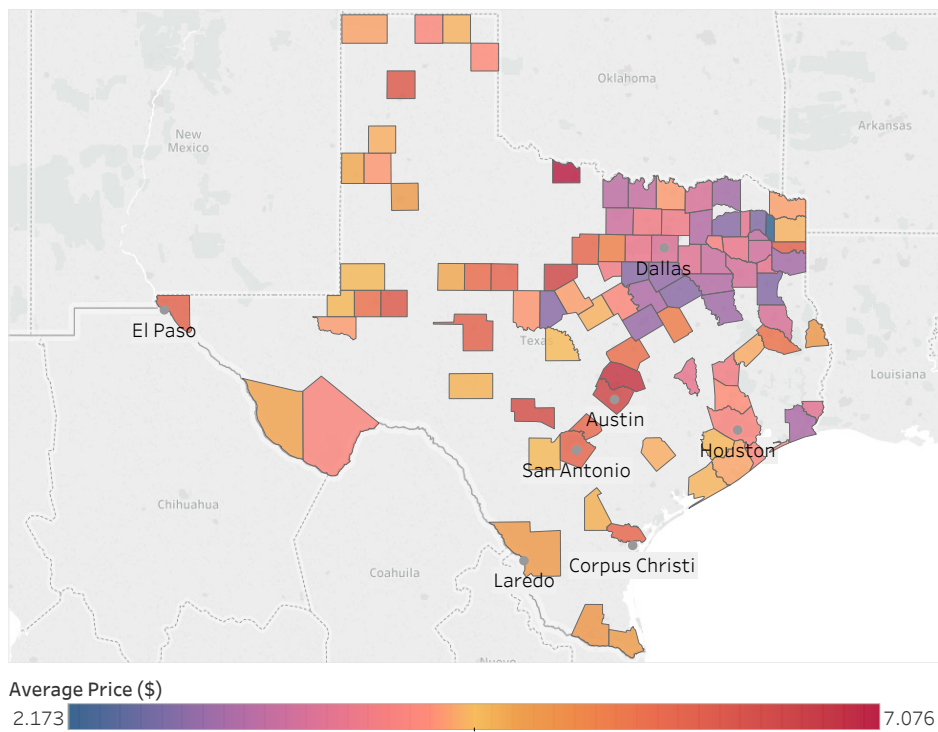 Oklahoma
Arkansas
New
Mexico
Dallas
El Paso
Texas
Louisiana
Austin
Houston
San Antonio
Chihuahua
Corpus Christi
Coahuila
Laredo
Average Price ($)
2.173
7.076